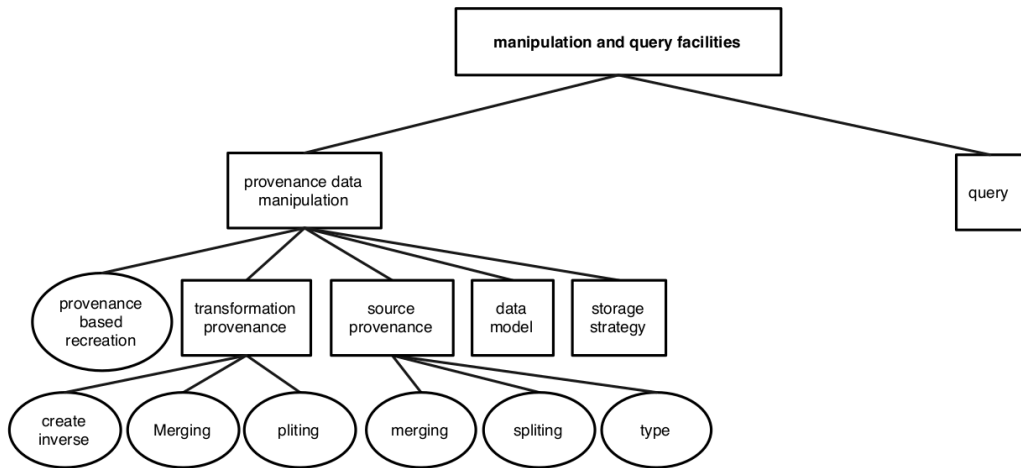 manipulation and query facilities
provenance data
manipulation
query
provenance
based
recreation
transformation
provenance
source
provenance
data
model
storage
strategy
create
inverse
Merging
pliting
merging
spliting
type